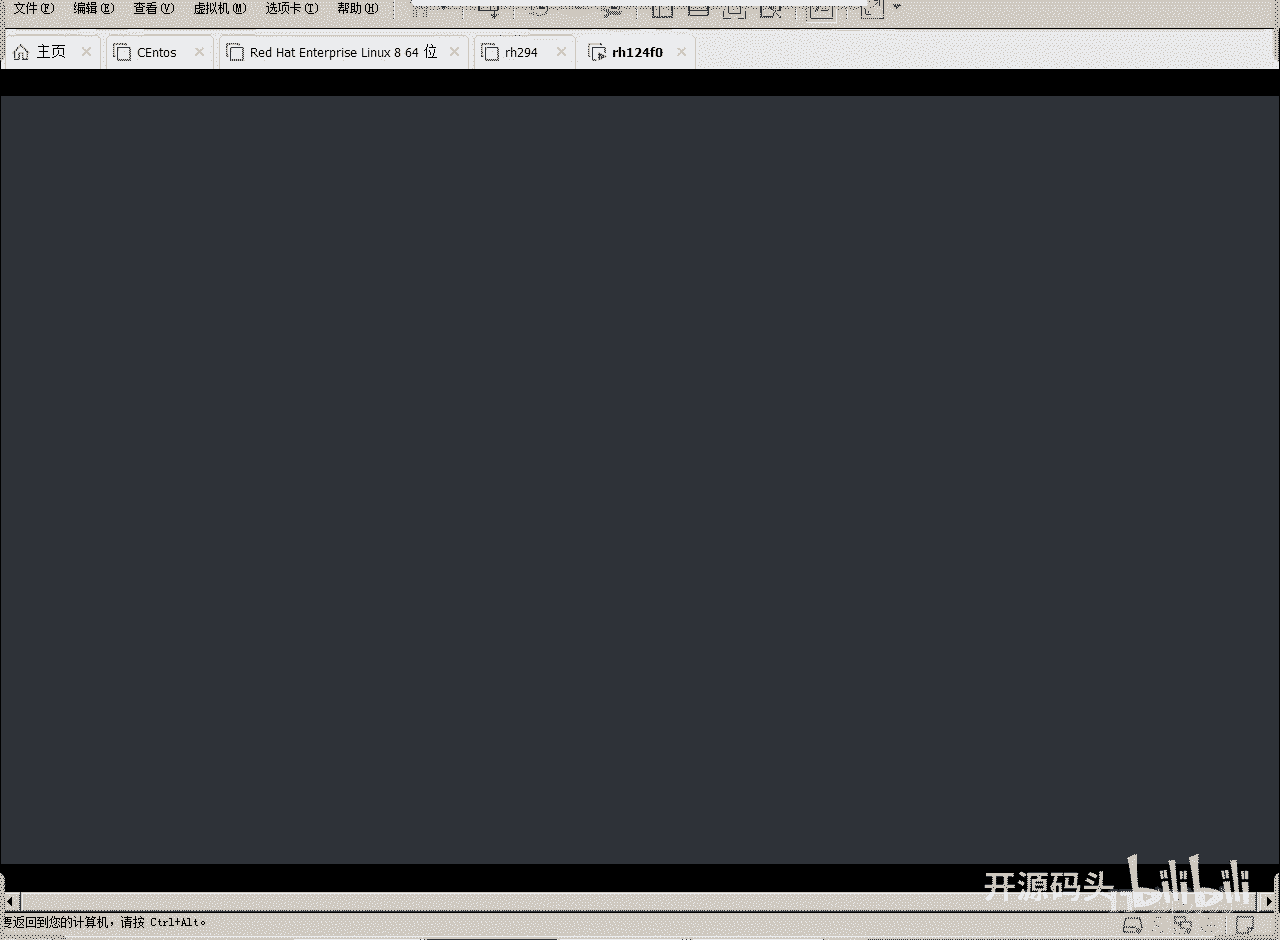 文件(F) 编辑(E) 查看(V) 虚拟机(M) 选项卡(T) 帮助(H)
主页 CEntos Red Hat Enterprise Linux 8 64 位 rh294 rh124f0
开源码头 bilibili
要返回到您的计算机，请按 Ctrl+Alt。